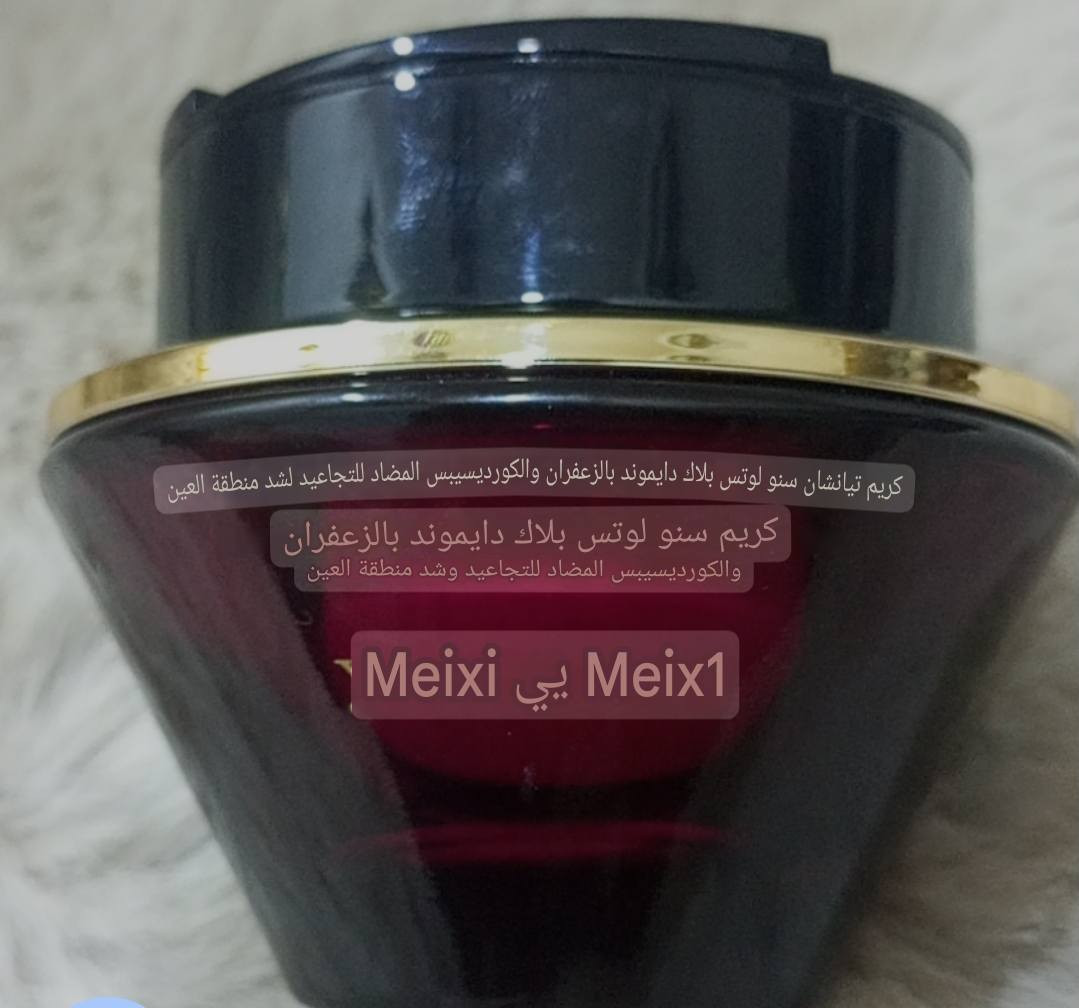 كريم تيانشان سنو لوتس بلاك دايموند بالزعفران والكورديسيبس المضاد للتجاعيد لشد منطقة العين
كريم سنو لوتس بلاك دايموند بالزعفران
والكورديسيبس المضاد للتجاعيد وشد منطقة العين
Meixi يي Meix1